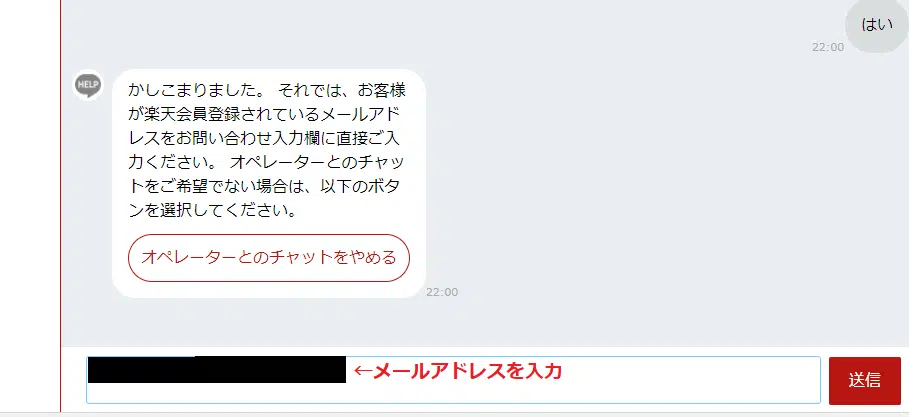 はい
22:00
HELP
かしこまりました。 それでは、お客様
が楽天会員登録されているメールアド
レスをお問い合わせ入力欄に直接ご入
力ください。 オペレーターとのチャッ
トをご希望でない場合は、以下のボタ
ンを選択してください。
オペレーターとのチャットをやめる
22:00
←メールアドレスを入力
送信